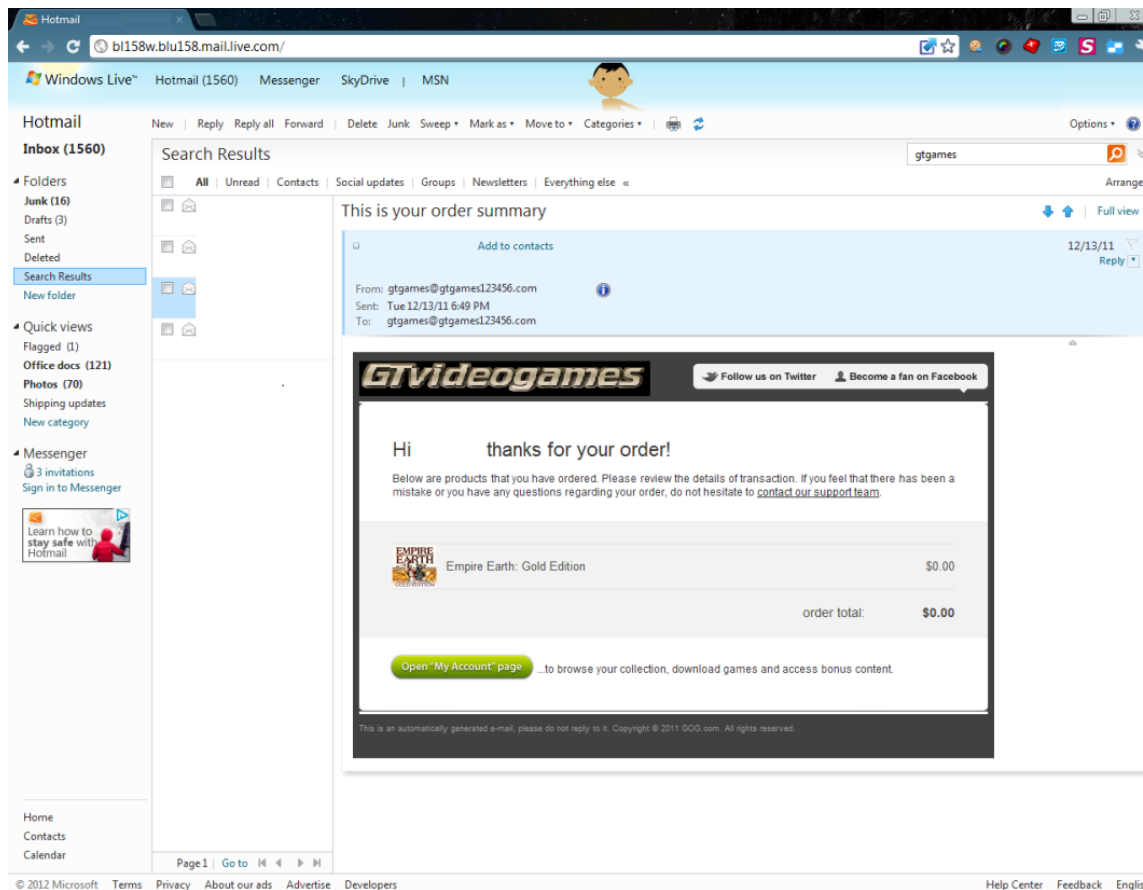 Hotmail
bl158w.blu158.mail.live.com/
Windows Live™ Hotmail (1560) Messenger SkyDrive | MSN
Hotmail
New | Reply Reply all Forward | Delete Junk Sweep Mark as Move to Categories | Options
Inbox (1560)
Search Results
gtgames
Folders
All | Unread | Contacts | Social updates | Groups | Newsletters | Everything else «
Arrange
Junk (16)
Drafts (3)
Sent
Deleted
Search Results
New folder
Quick views
Flagged (1)
Office docs (121)
Photos (70)
Shipping updates
New category
Messenger
3 invitations
Sign in to Messenger
Learn how to
stay safe with
Hotmail
Home
Contacts
Calendar
This is your order summary
Full view
Add to contacts
12/13/11
Reply
From: gtgames@gtgames123456.com
Sent: Tue 12/13/11 6:49 PM
To: gtgames@gtgames123456.com
GTvideogames
Follow us on Twitter Become a fan on Facebook
Hi thanks for your order!
Below are products that you have ordered. Please review the details of transaction. If you feel that there has been a
mistake or you have any questions regarding your order, do not hesitate to contact our support team.
EMPIRE
EARTH
GOLD EDITION
Empire Earth: Gold Edition $0.00
order total: $0.00
Open "My Account" page ...to browse your collection, download games and access bonus content.
This is an automatically generated e-mail, please do not reply to it. Copyright © 2011 GOG.com. All rights reserved.
Page 1 | Go to
© 2012 Microsoft Terms Privacy About our ads Advertise Developers Help Center Feedback Englis